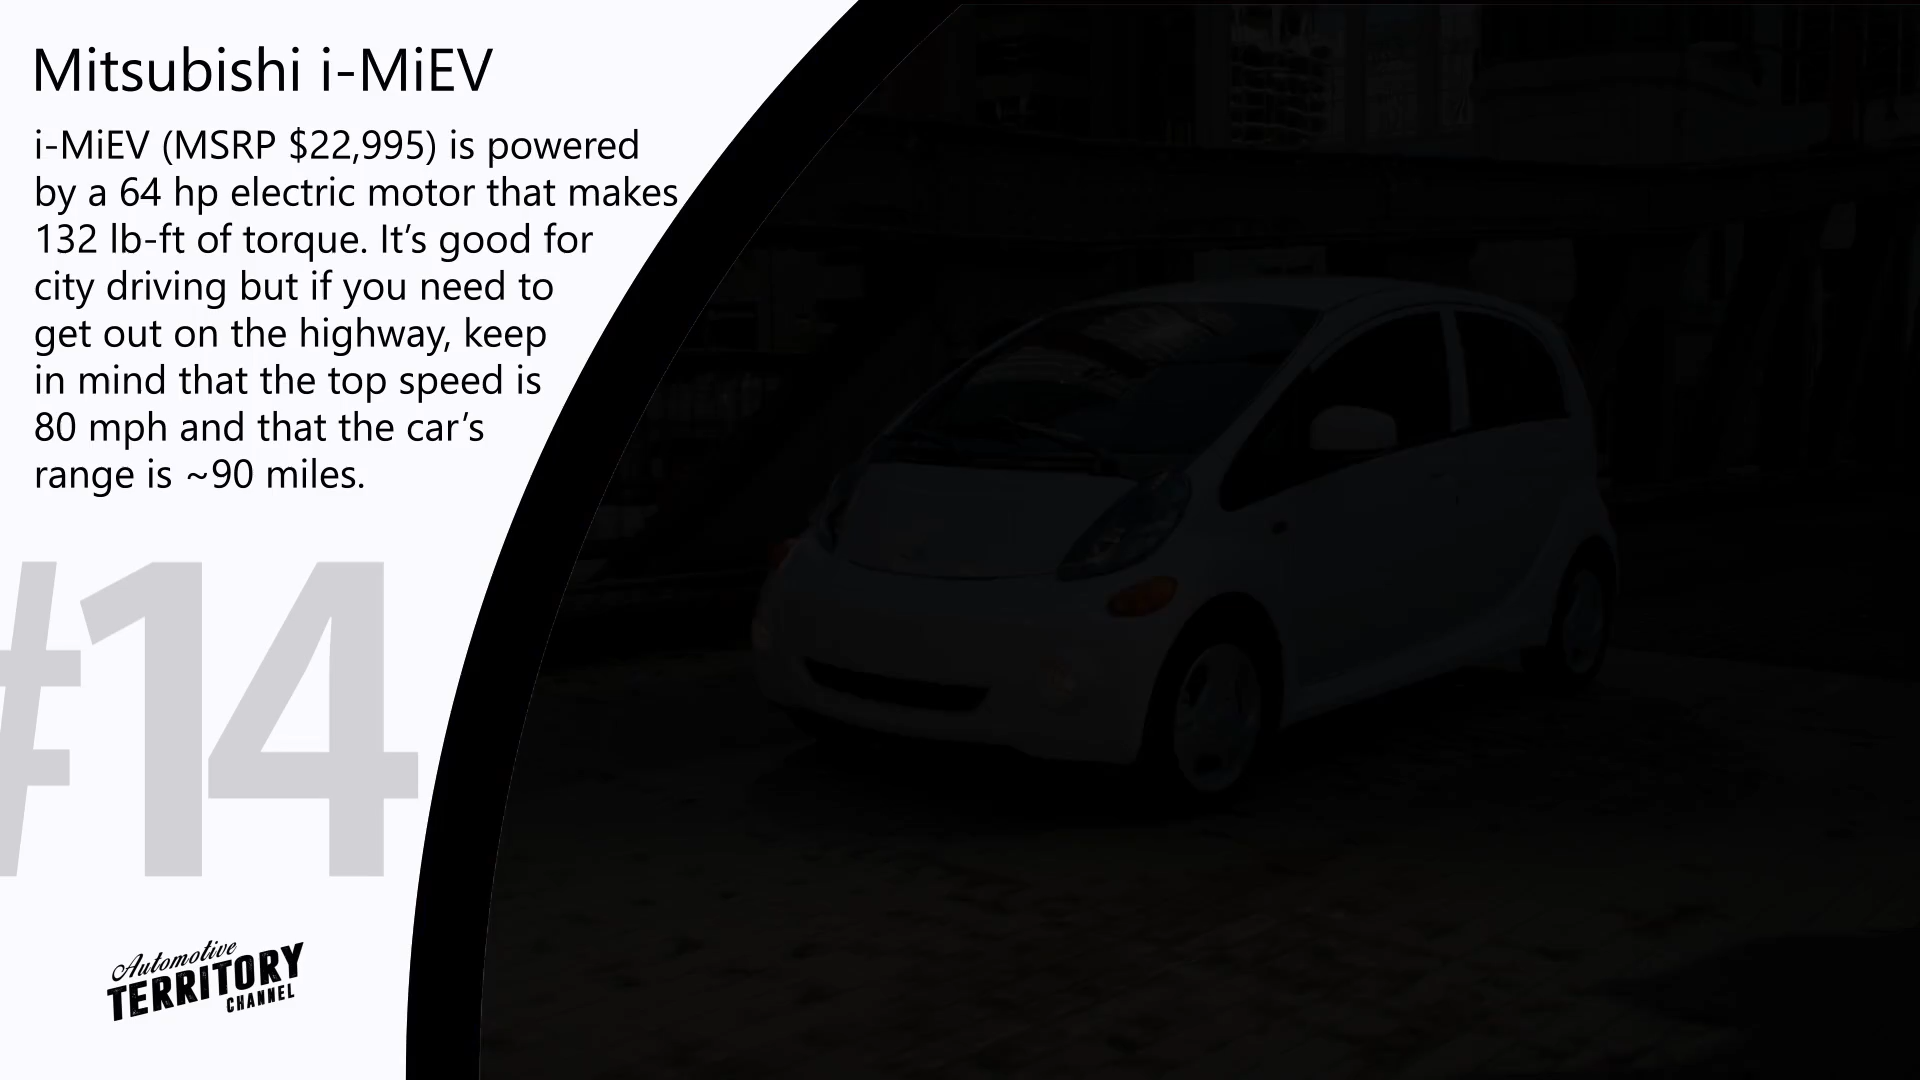 Mitsubishi i-MiEV
i-MiEV (MSRP $22,995) is powered
by a 64 hp electric motor that makes
132 lb-ft of torque. It’s good for
city driving but if you need to
get out on the highway, keep
in mind that the top speed is
80 mph and that the car’s
range is ~90 miles.
#14
Automotive
TERRITORY
CHANNEL